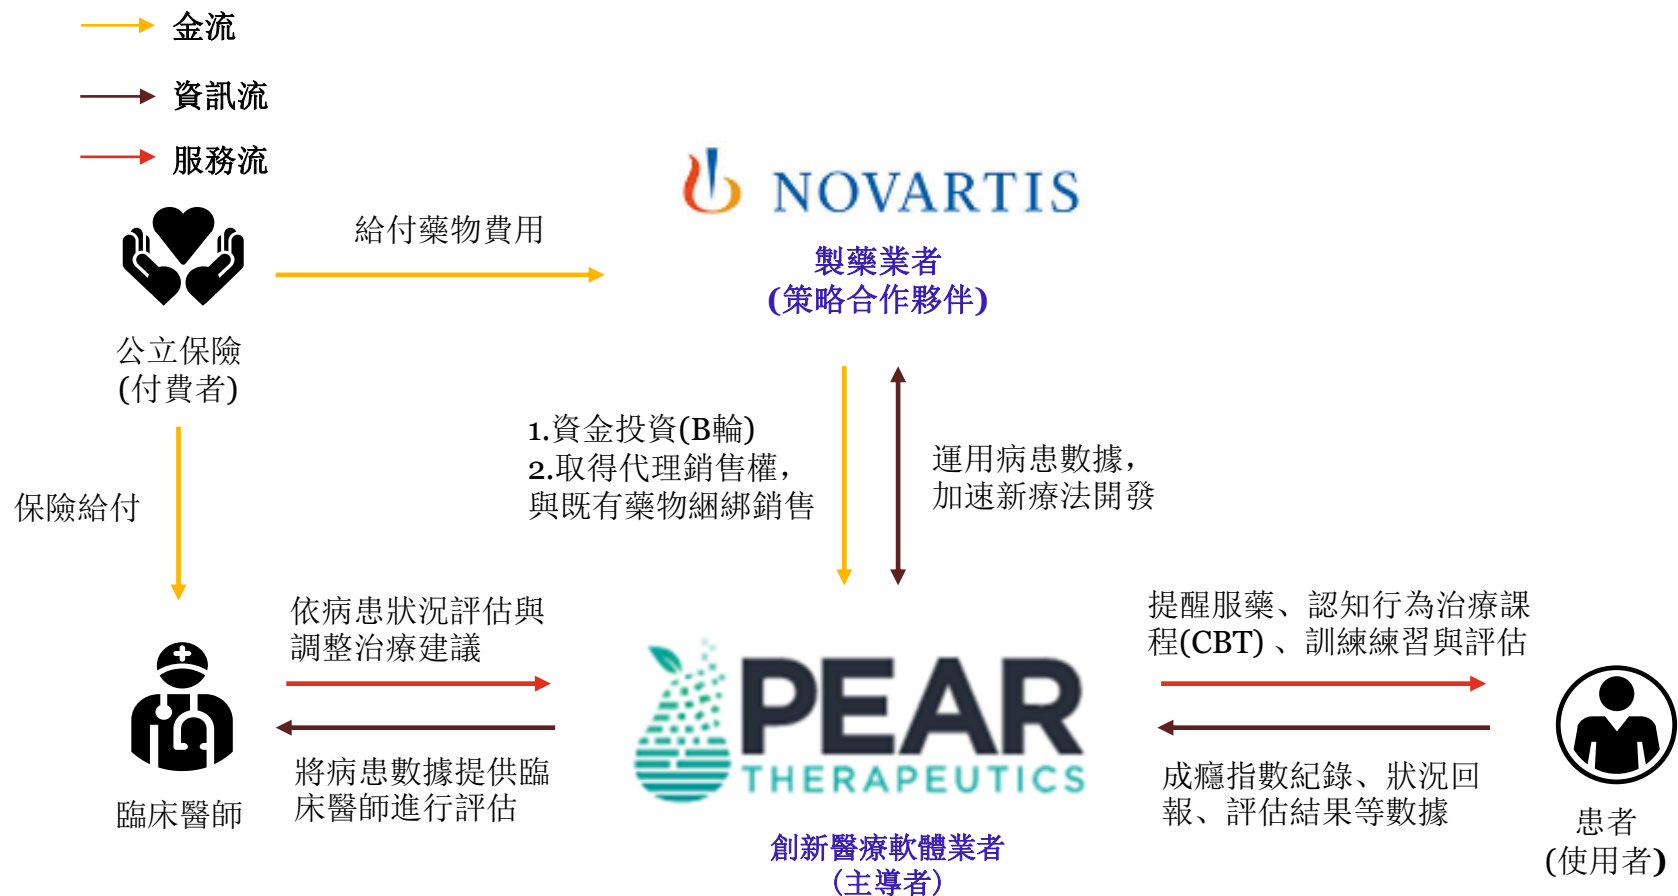 金流
資訊流
服務流
NOVARTIS
給付藥物費用
製藥業者
(策略合作夥伴)
公立保險
(付費者)
1.資金投資(B輪)
2.取得代理銷售權，
與既有藥物綑綁銷售
運用病患數據，
加速新療法開發
保險給付
依病患狀況評估與
調整治療建議
提醒服藥、認知行為治療課
程(CBT) 、訓練練習與評估
PEAR
THERAPEUTICS
將病患數據提供臨
床醫師進行評估
成癮指數紀錄、狀況回
報、評估結果等數據
臨床醫師
創新醫療軟體業者
(主導者)
患者
(使用者)